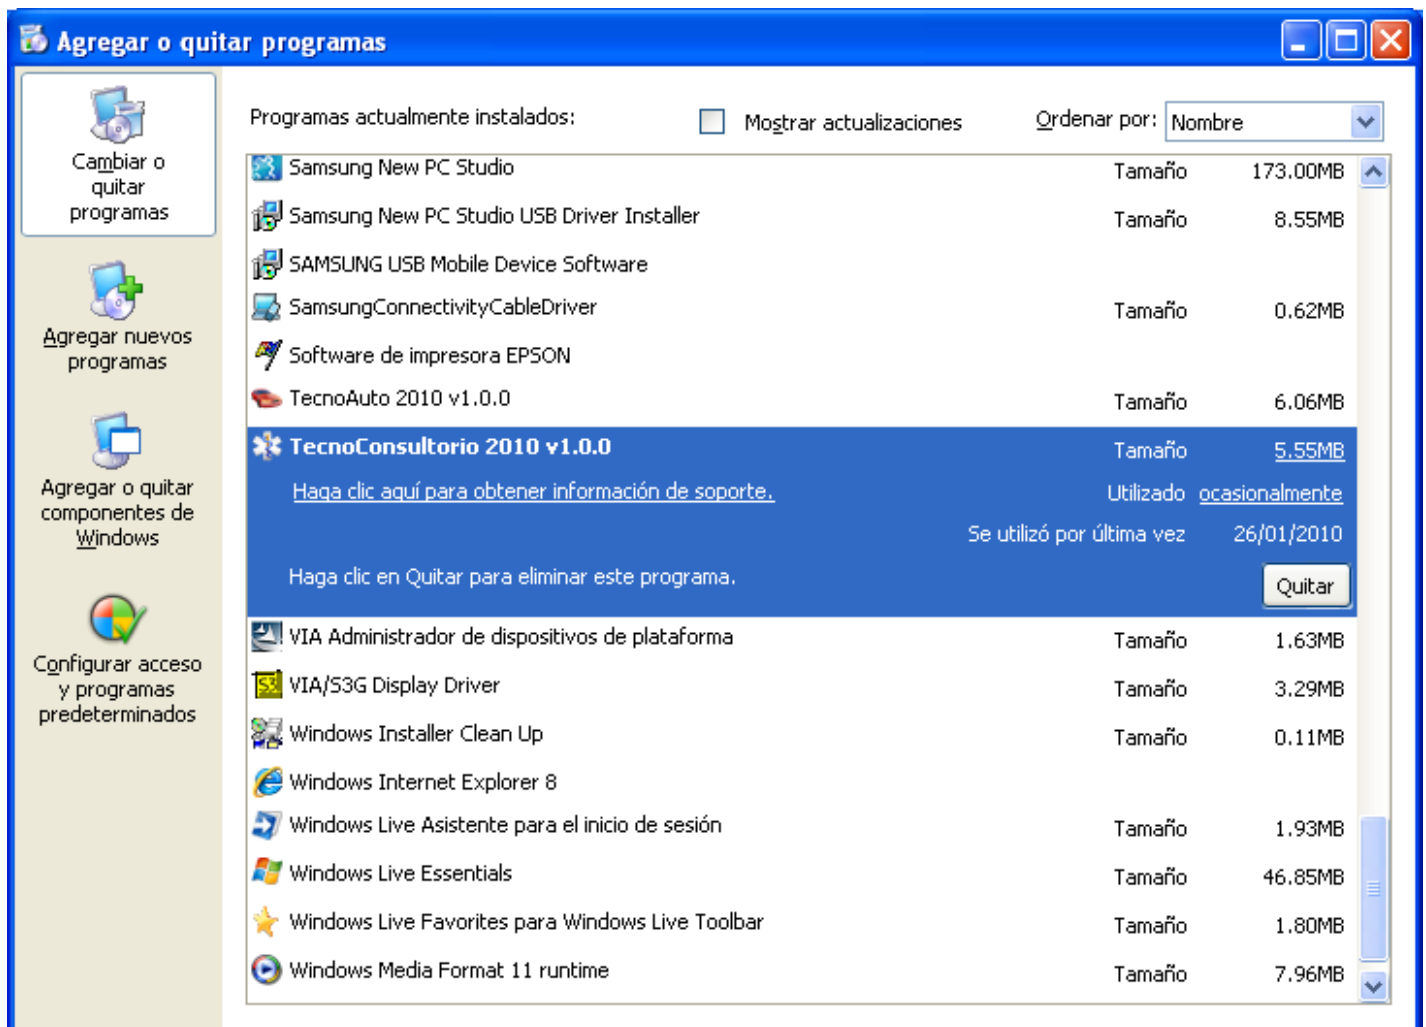 Agregar o quitar programas
Cambiar o
quitar
programas
Agregar nuevos
programas
Agregar o quitar
componentes de
Windows
Configurar acceso
y programas
predeterminados
Programas actualmente instalados: Mostrar actualizaciones Ordenar por: Nombre
Samsung New PC Studio Tamaño 173.00MB
Samsung New PC Studio USB Driver Installer Tamaño 8.55MB
SAMSUNG USB Mobile Device Software
SamsungConnectivityCableDriver Tamaño 0.62MB
Software de impresora EPSON
TecnoAuto 2010 v1.0.0 Tamaño 6.06MB
TecnoConsultorio 2010 v1.0.0 Tamaño 5.55MB
Haga clic aquí para obtener información de soporte. Utilizado ocasionalmente
Se utilizó por última vez 26/01/2010
Haga clic en Quitar para eliminar este programa. Quitar
VIA Administrador de dispositivos de plataforma Tamaño 1.63MB
VIA/S3G Display Driver Tamaño 3.29MB
Windows Installer Clean Up Tamaño 0.11MB
Windows Internet Explorer 8
Windows Live Asistente para el inicio de sesión Tamaño 1.93MB
Windows Live Essentials Tamaño 46.85MB
Windows Live Favorites para Windows Live Toolbar Tamaño 1.80MB
Windows Media Format 11 runtime Tamaño 7.96MB